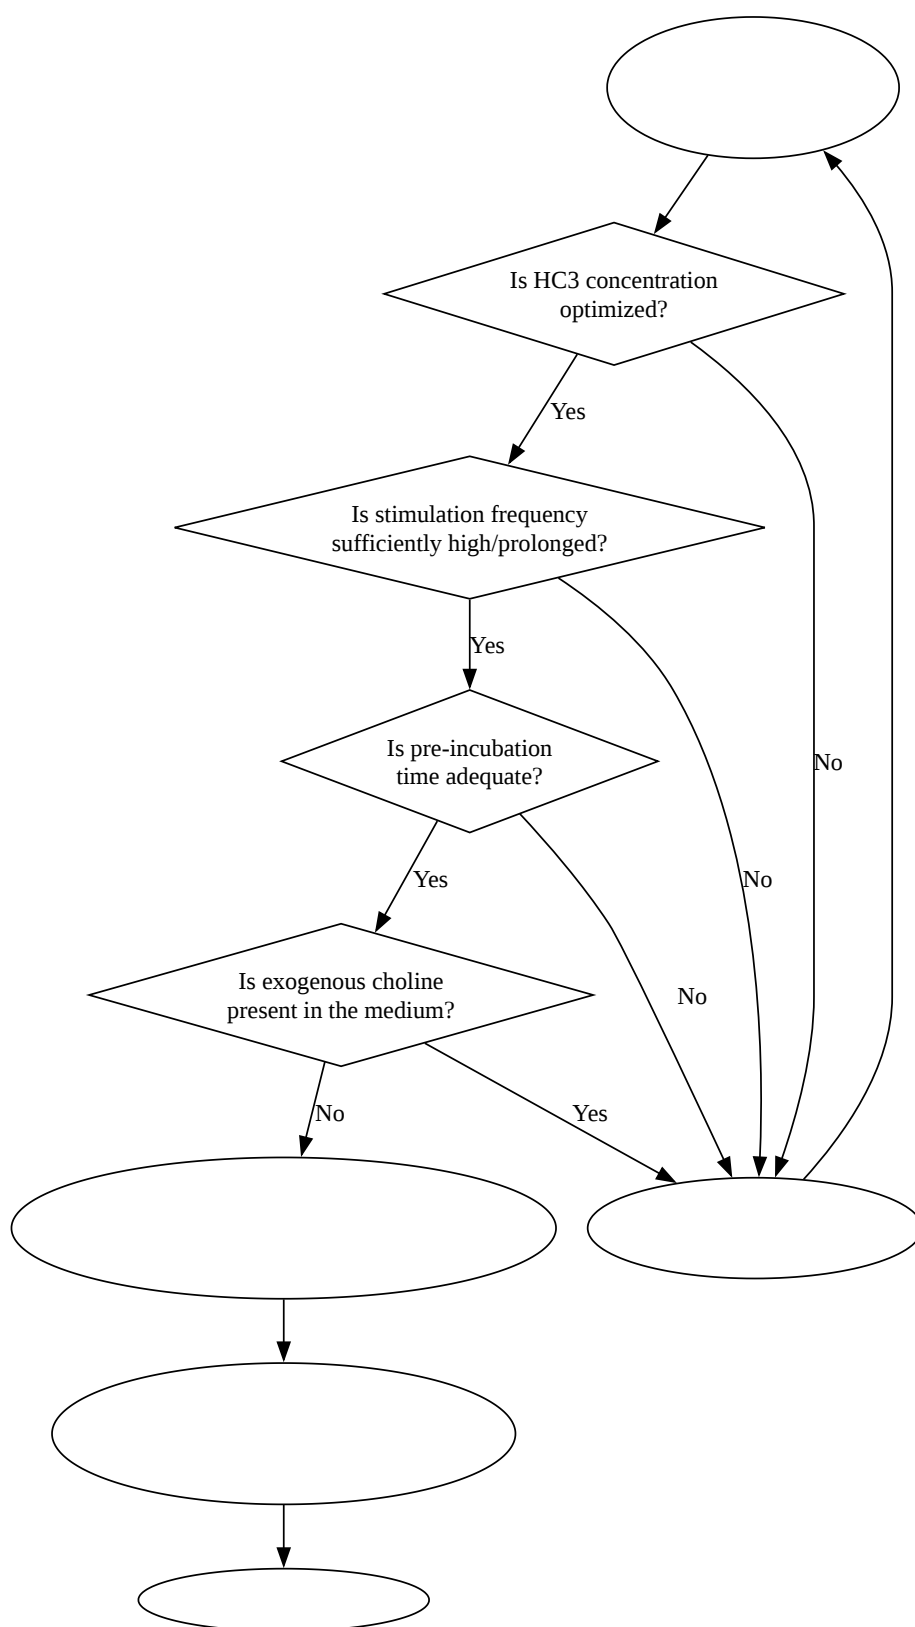 Is HC3 concentration
optimized?
Yes
Is stimulation frequency
sufficiently high/prolonged?
Yes
Is pre-incubation
time adequate?
No
Yes
No
Is exogenous choline
present in the medium?
No
No
Yes